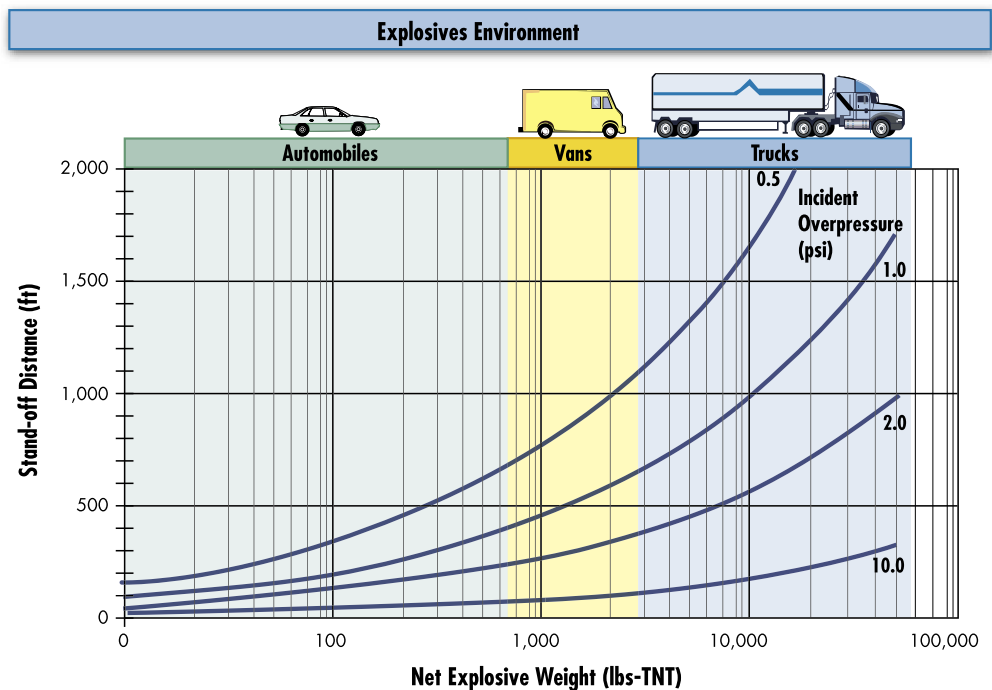 Explosives Environment
Automobiles
Vans
Trucks
2,000
1,500
1,000
500
0
Stand-off Distance (ft)
0.5
Incident
Overpressure
(psi)
1.0
2.0
10.0
0
100
1,000
10,000
100,000
Net Explosive Weight (lbs-TNT)